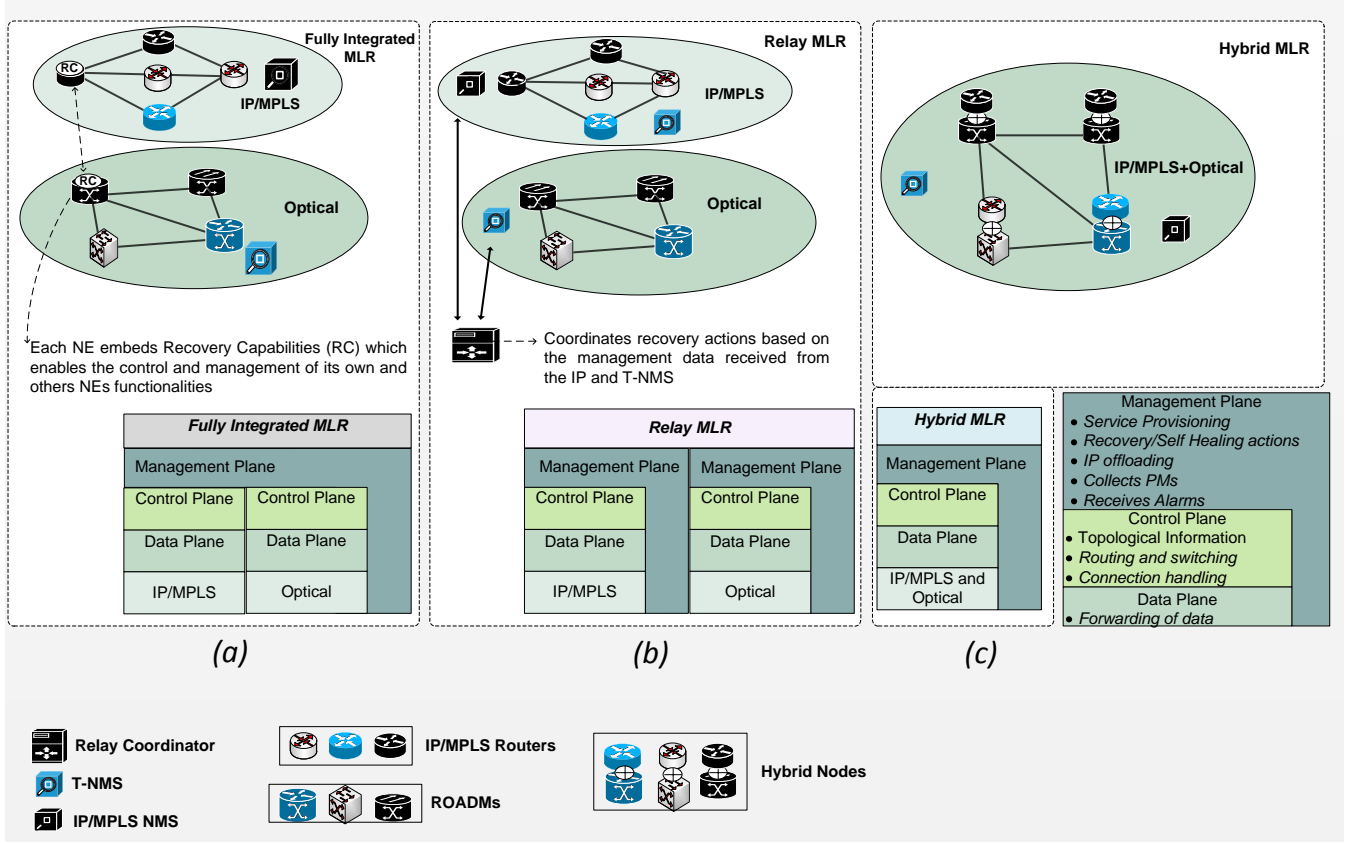 Fully Integrated
MLR
RC
IP/MPLS
RC
Optical
Each NE embeds Recovery Capabilities (RC) which
enables the control and management of its own and
others NEs functionalities
Fully Integrated MLR
Management Plane
Control Plane
Control Plane
Data Plane
Data Plane
IP/MPLS
Optical
(a)
Relay MLR
IP/MPLS
Optical
Coordinates recovery actions based on
the management data received from
the IP and T-NMS
Relay MLR
Management Plane
Management Plane
Control Plane
Control Plane
Data Plane
Data Plane
IP/MPLS
Optical
(b)
Hybrid MLR
IP/MPLS+Optical
Hybrid MLR
Management Plane
Control Plane
Data Plane
IP/MPLS and
Optical
(c)
Management Plane
• Service Provisioning
• Recovery/Self Healing actions
• IP offloading
• Collects PMs
• Receives Alarms
Control Plane
• Topological Information
• Routing and switching
• Connection handling
Data Plane
• Forwarding of data
Relay Coordinator
T-NMS
IP/MPLS NMS
IP/MPLS Routers
ROADMs
Hybrid Nodes